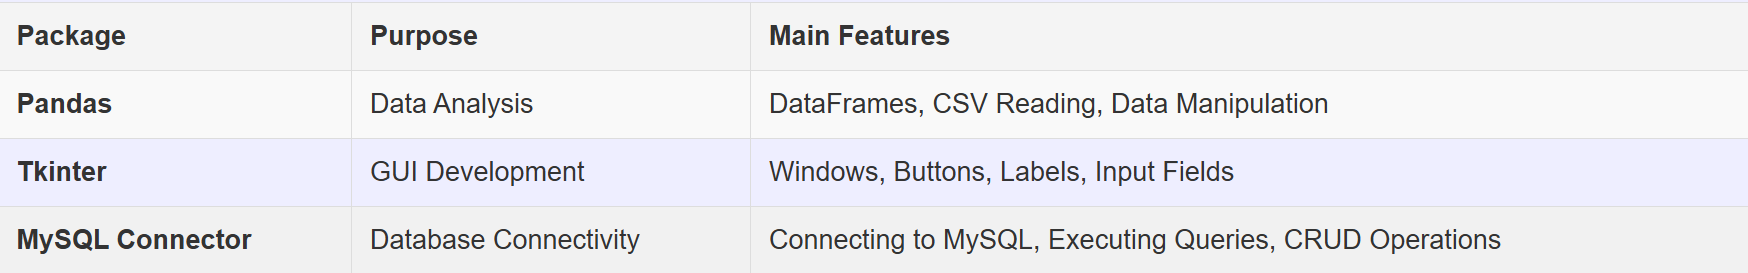 Package Purpose Main Features
Pandas Data Analysis DataFrames, CSV Reading, Data Manipulation
Tkinter GUI Development Windows, Buttons, Labels, Input Fields
MySQL Connector Database Connectivity Connecting to MySQL, Executing Queries, CRUD Operations